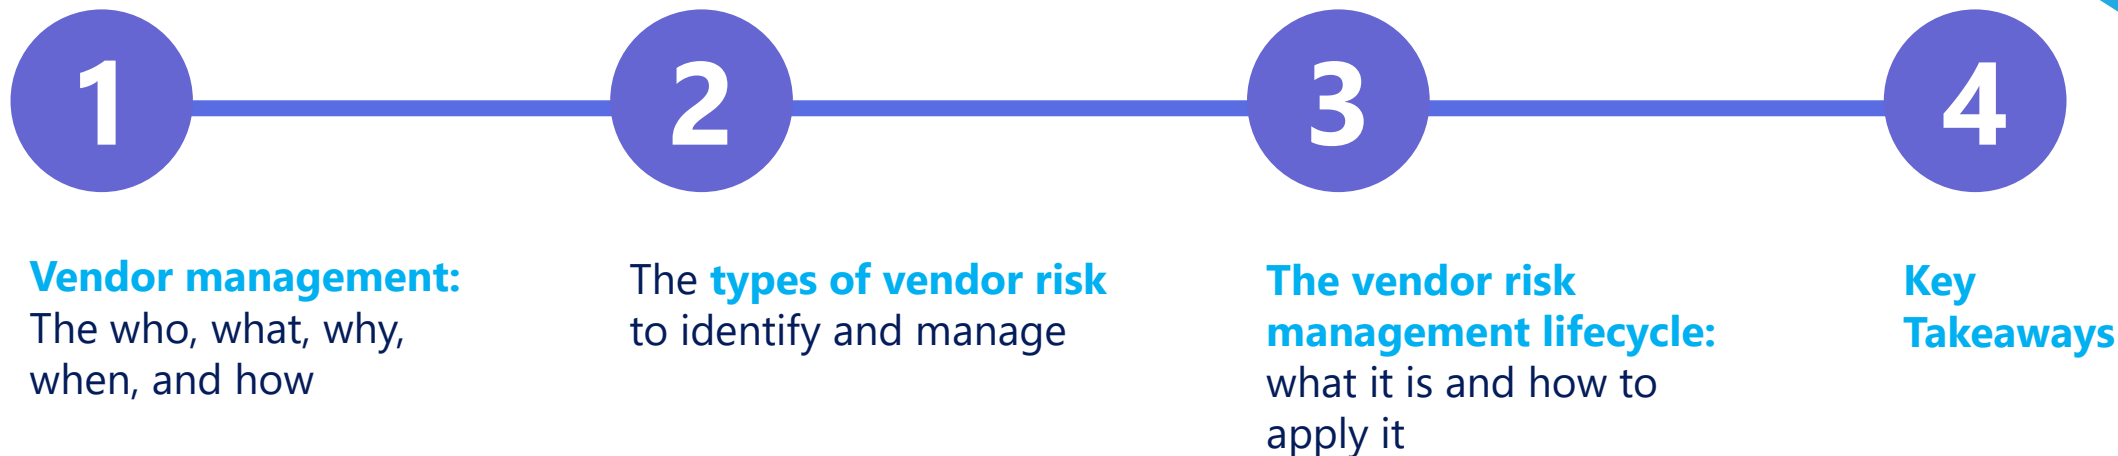 1
2
3
4
Vendor management:
The who, what, why,
when, and how
The types of vendor risk
to identify and manage
The vendor risk
management lifecycle:
what it is and how to
apply it
Key
Takeaways